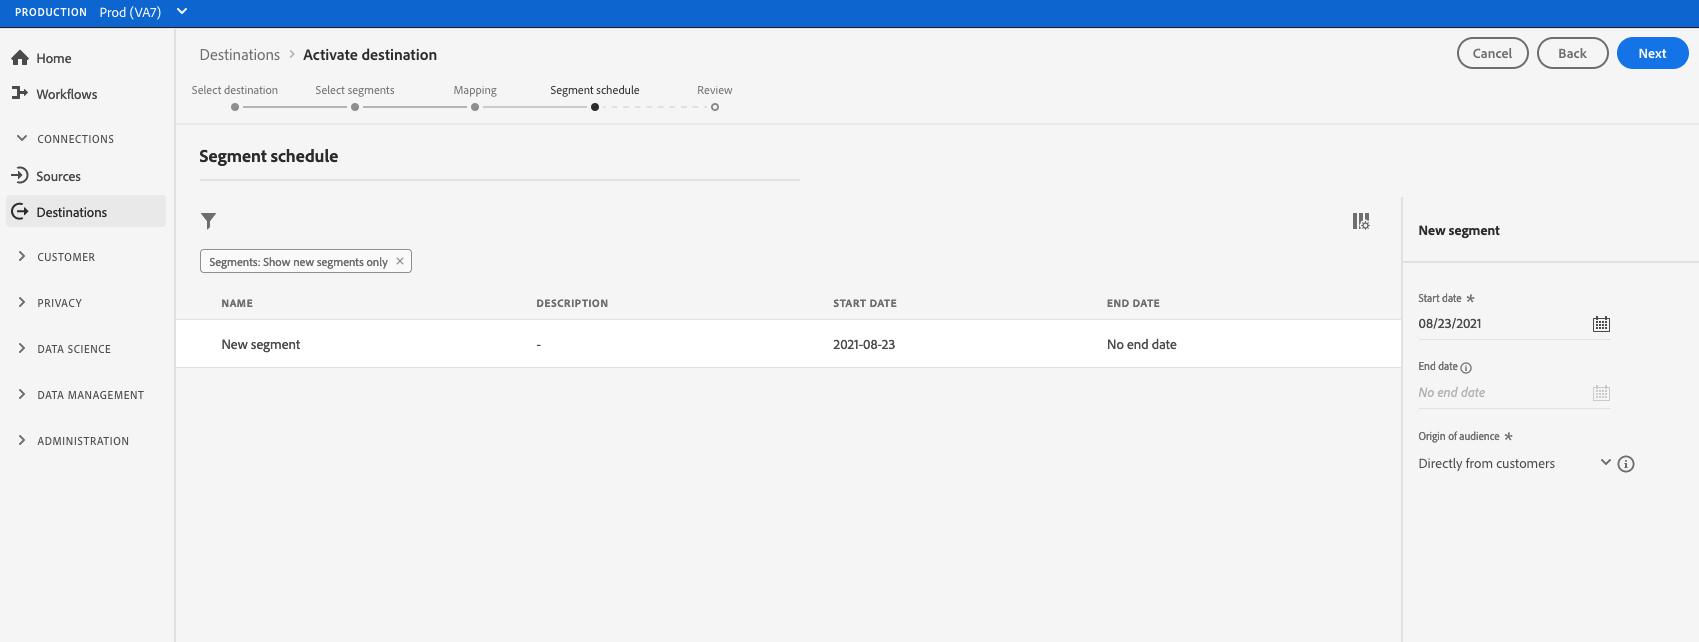 PRODUCTION Prod (VA7)
Home
Workflows
CONNECTIONS
Sources
Destinations
CUSTOMER
PRIVACY
DATA SCIENCE
DATA MANAGEMENT
ADMINISTRATION
Destinations > Activate destination
Cancel Back Next
Select destination Select segments Mapping Segment schedule Review
Segment schedule
Segments: Show new segments only ×
NAME DESCRIPTION START DATE END DATE
New segment - 2021-08-23 No end date
New segment
Start date *
08/23/2021
End date
No end date
Origin of audience *
Directly from customers